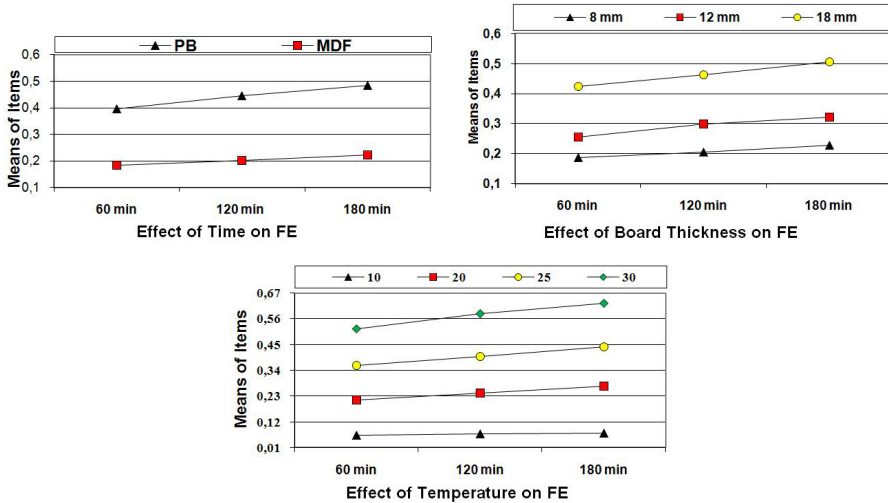 PB MDF
Means of Items
0,6
0,5
0,4
0,3
0,2
0,1
60 min 120 min 180 min
Effect of Time on FE
8 mm 12 mm 18 mm
Means of Items
0,6
0,5
0,4
0,3
0,2
0,1
60 min 120 min 180 min
Effect of Board Thickness on FE
10 20 25 30
Means of Items
0,67
0,56
0,45
0,34
0,23
0,12
0,01
60 min 120 min 180 min
Effect of Temperature on FE